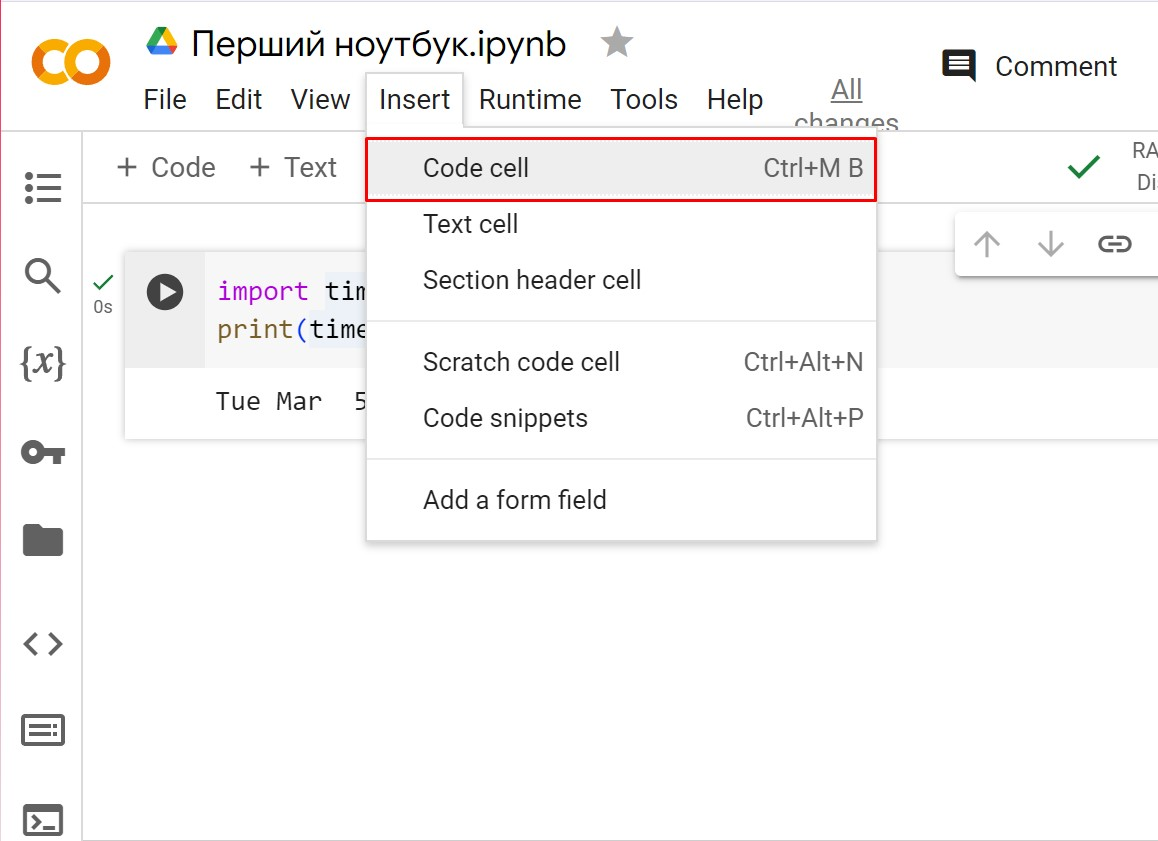 Перший ноутбук.ipynb
Comment
File Edit View Insert Runtime Tools Help
All changes
+ Code + Text
RA
Di
Code cell Ctrl+M B
Text cell
Section header cell
Scratch code cell Ctrl+Alt+N
Code snippets Ctrl+Alt+P
Add a form field
0s
import tim
print(time
Tue Mar 5
{x}